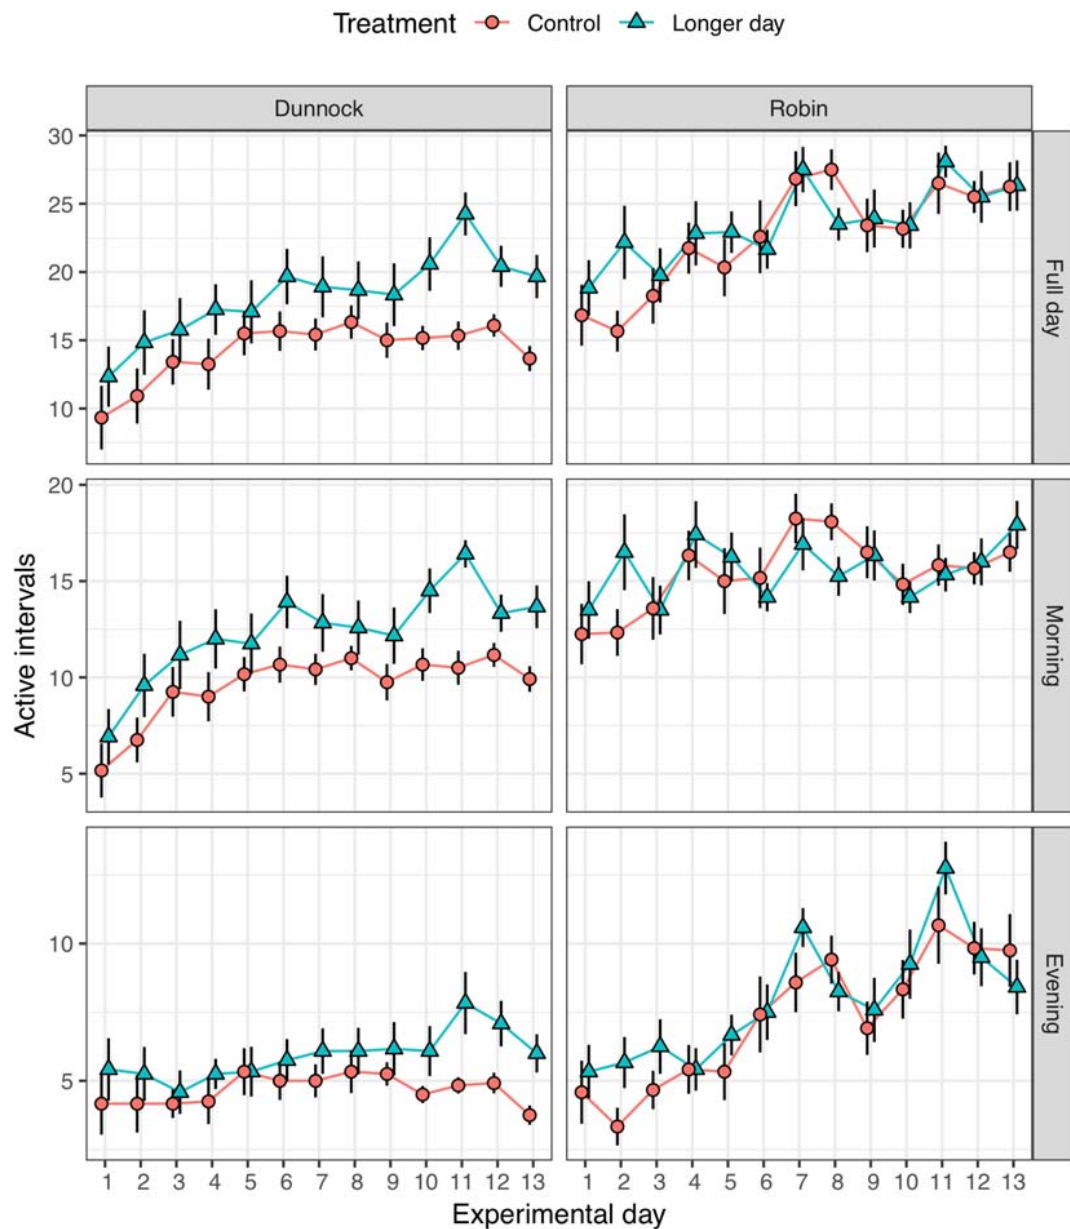 Treatment Control Longer day
Dunnock Robin
30
25
20
15
10
Full day
20
15
10
5
Morning
10
5
Evening
Active intervals
1 2 3 4 5 6 7 8 9 10 11 12 13 1 2 3 4 5 6 7 8 9 10 11 12 13
Experimental day